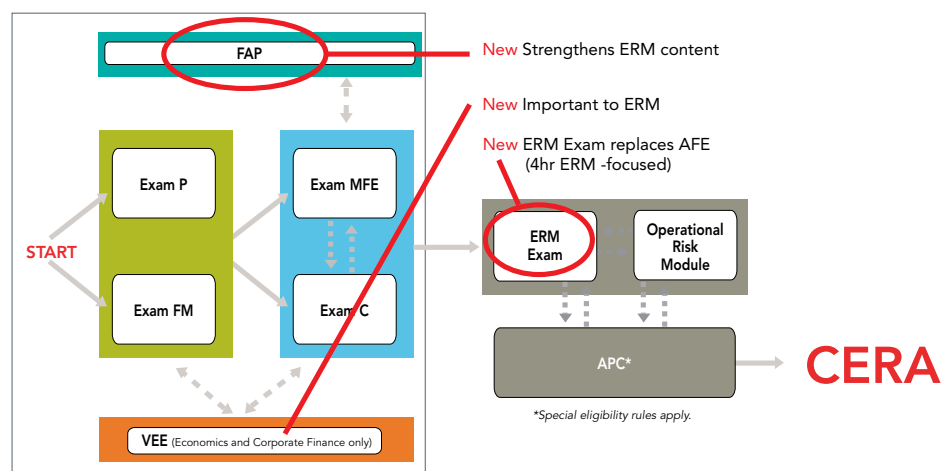 FAP
New Strengthens ERM content
New Important to ERM
New ERM Exam replaces AFE
(4hr ERM -focused)
Exam P
Exam MFE
START
ERM
Exam
Operational
Risk
Module
Exam FM
Exam C
APC*
CERA
*Special eligibility rules apply.
VEE (Economics and Corporate Finance only)